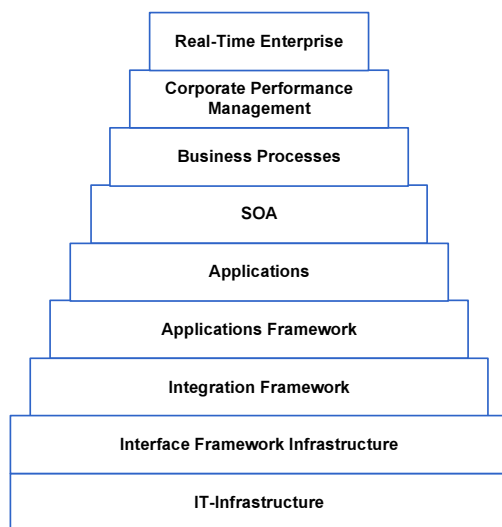 Real-Time Enterprise
Corporate Performance
Management
Business Processes
SOA
Applications
Applications Framework
Integration Framework
Interface Framework Infrastructure
IT-Infrastructure